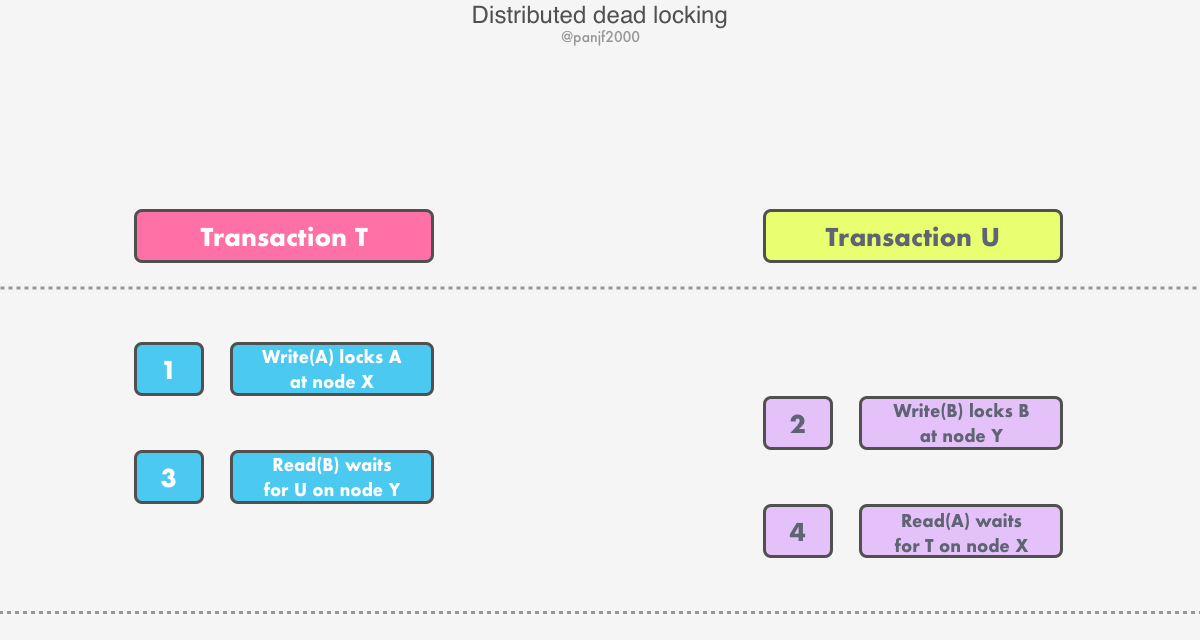 Distributed dead locking
@panjf2000
Transaction T
Transaction U
1
Write(A) locks A
at node X
2
Write(B) locks B
at node Y
3
Read(B) waits
for U on node Y
4
Read(A) waits
for T on node X